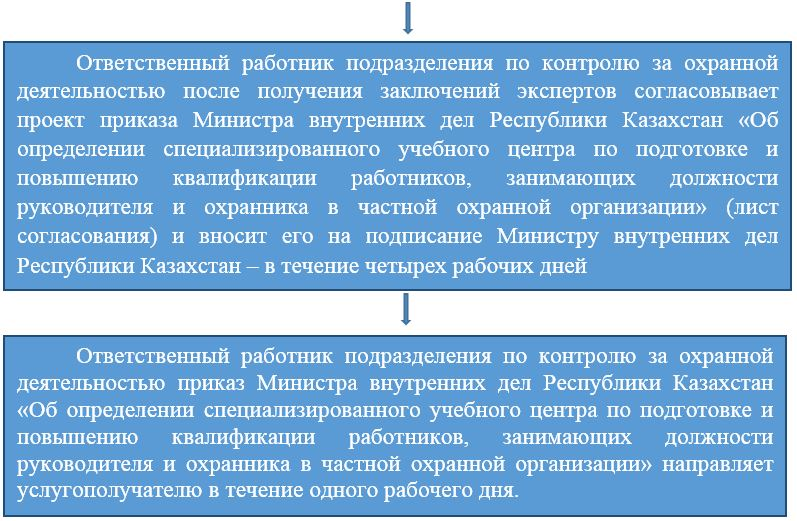 Ответственный работник подразделения по контролю за охранной
деятельностью после получения заключений экспертов согласовывает
проект приказа Министра внутренних дел Республики Казахстан «Об
определении специализированного учебного центра по подготовке и
повышению квалификации работников, занимающих должности
руководителя и охранника в частной охранной организации» (лист
согласования) и вносит его на подписание Министру внутренних дел
Республики Казахстан – в течение четырех рабочих дней
Ответственный работник подразделения по контролю за охранной
деятельностью приказ Министра внутренних дел Республики Казахстан
«Об определении специализированного учебного центра по подготовке и
повышению квалификации работников, занимающих должности
руководителя и охранника в частной охранной организации» направляет
услугополучателю в течение одного рабочего дня.